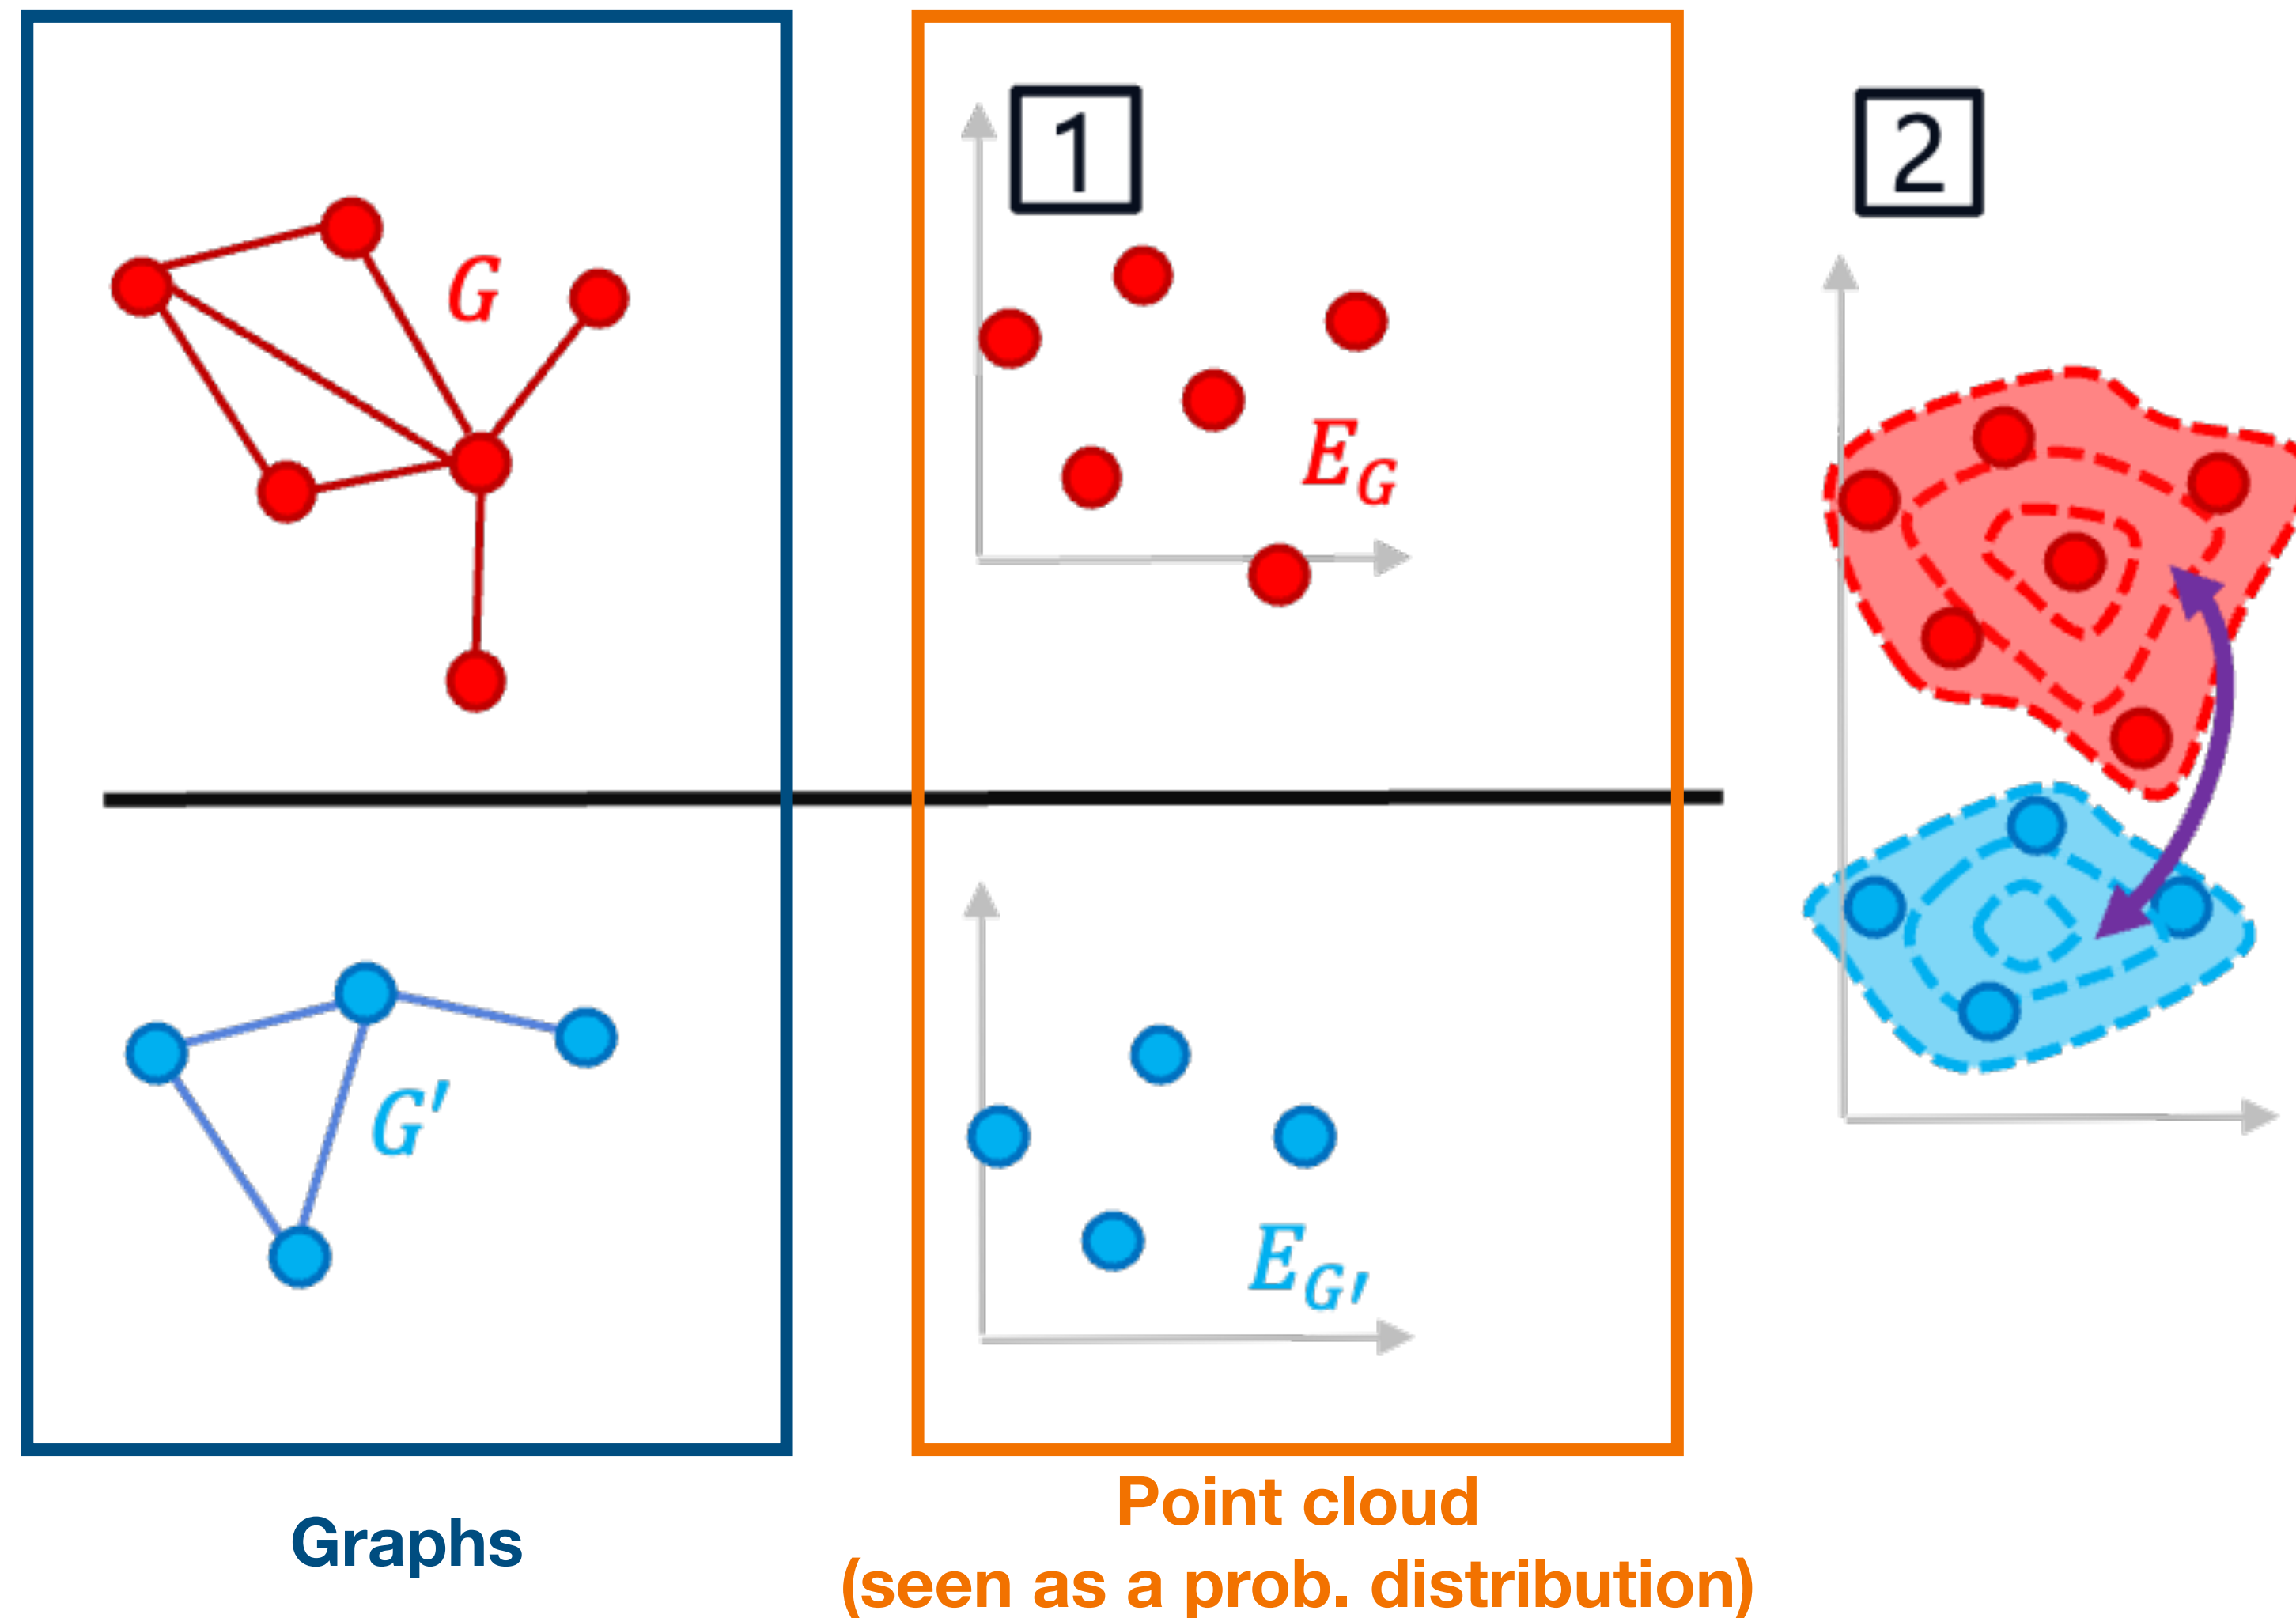 1
2
G
E_G
G'
E_G'
Graphs
Point cloud
(seen as a prob. distribution)